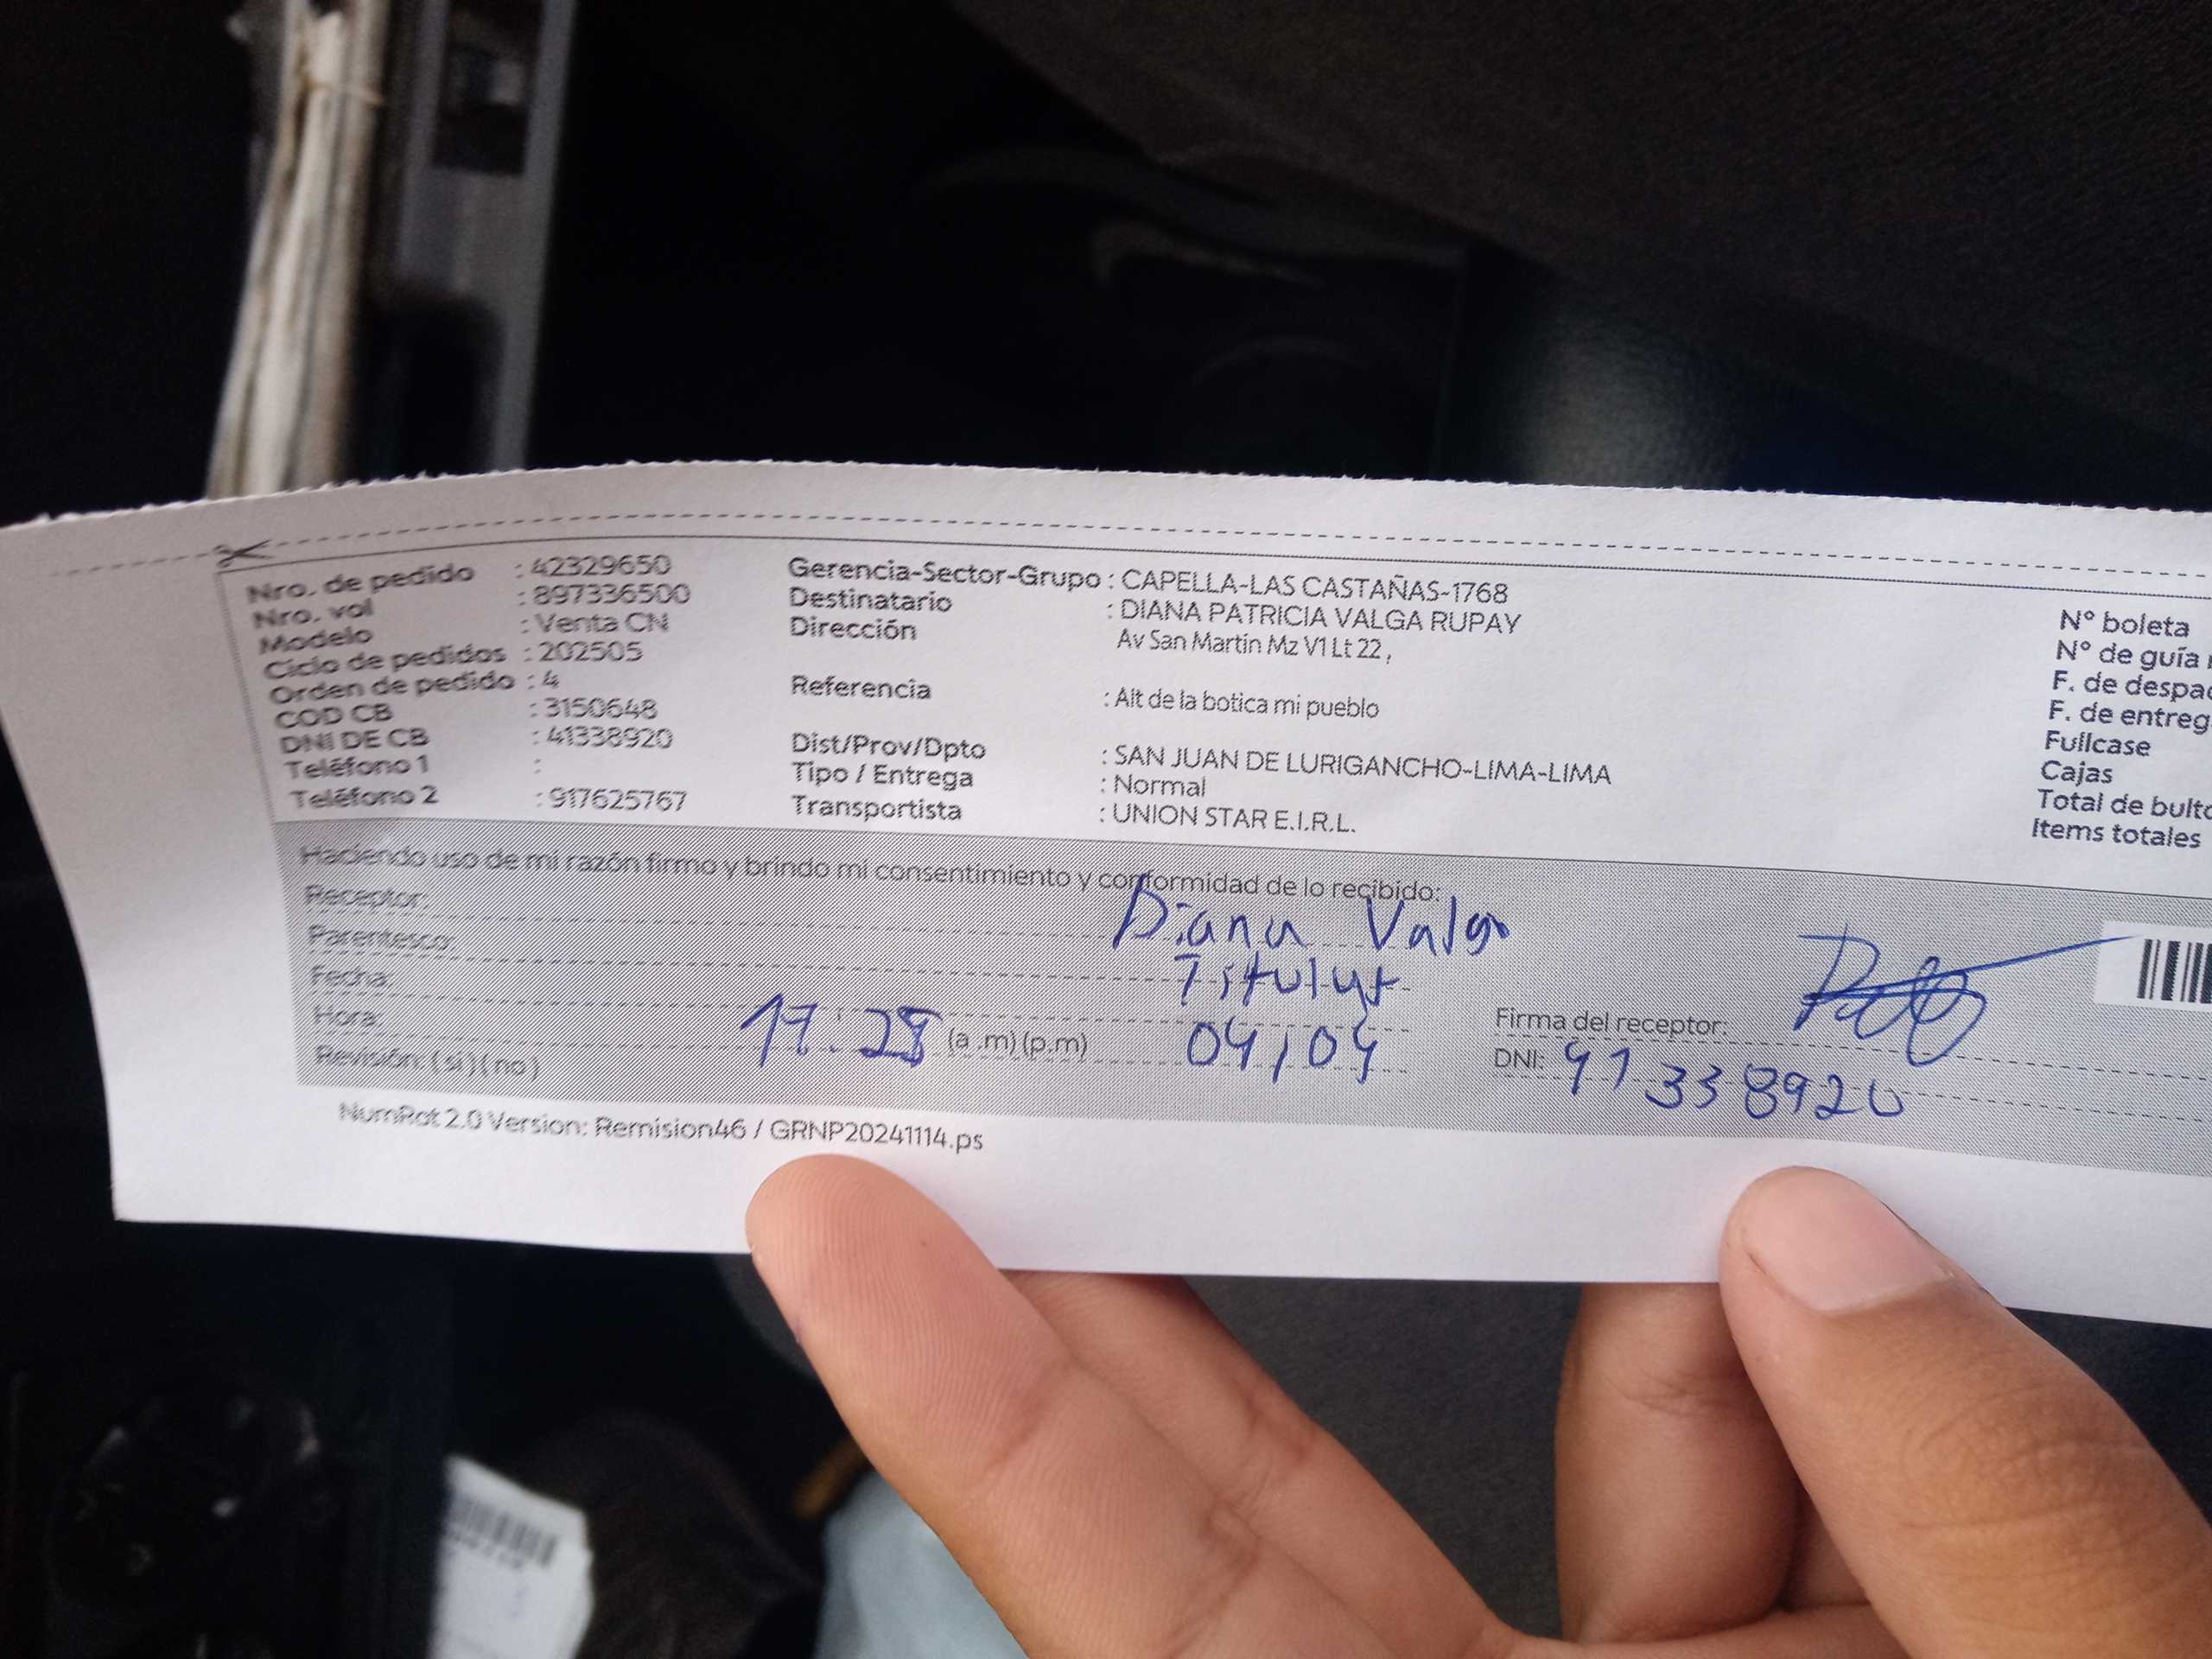 Nro. de pedido : 42329650
Nro. vol : 897336500
Modelo : Venta CN
Ciclo de pedidos : 202505
Orden de pedido : 4
COD CB : 3150648
DNI DE CB : 41338920
Teléfono 1 :
Teléfono 2 : 917625767
Gerencia-Sector-Grupo : CAPELLA-LAS CASTAÑAS-1768
Destinatario : DIANA PATRICIA VALGA RUPAY
Dirección Av San Martin Mz V1 Lt 22 ,
Referencia : Alt de la botica mi pueblo
Dist/Prov/Dpto : SAN JUAN DE LURIGANCHO-LIMA-LIMA
Tipo / Entrega : Normal
Transportista : UNION STAR E.I.R.L.
N° boleta
N° de guía
F. de
F. de
Fullcase
Cajas
Total de
Items totales
Haciendo uso de mi razón firmo y brindo mi consentimiento y conformidad de lo recibido:
Receptor: Diana Valga
Parentesco: Titular
Fecha: 04/04
Hora: 17:28 (a .m) (p.m)
Revisión: ( si ) ( no )
Firma del receptor:
DNI: 41338920
NumRot 2.0 Version: Remision46 / GRNP20241114.ps